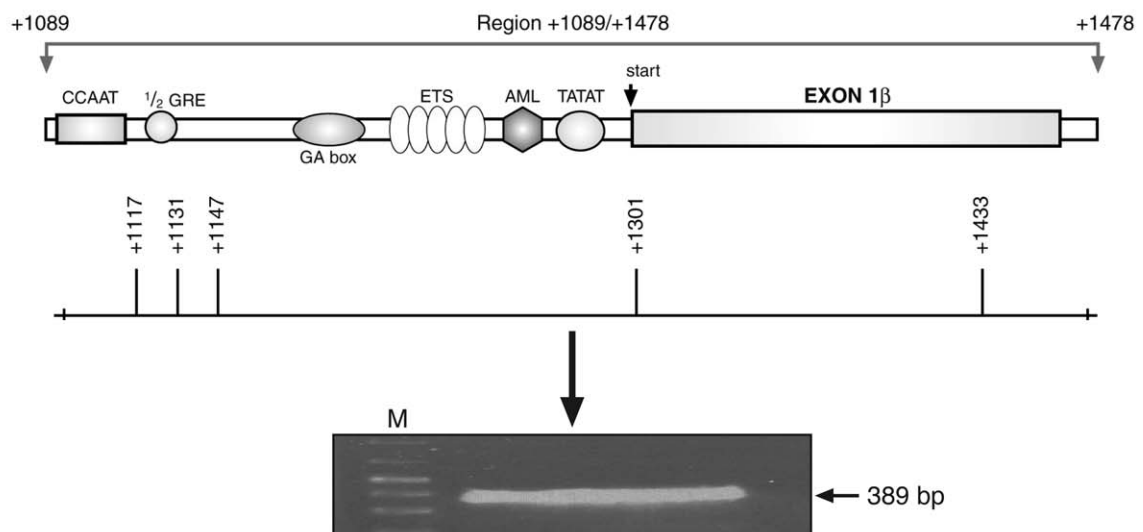 +1089 Region +1089/+1478 +1478
start
CCAAT 1/2 GRE ETS AML TATAT EXON 1β
GA box
+1117 +1131 +1147 +1301 +1433
M
389 bp